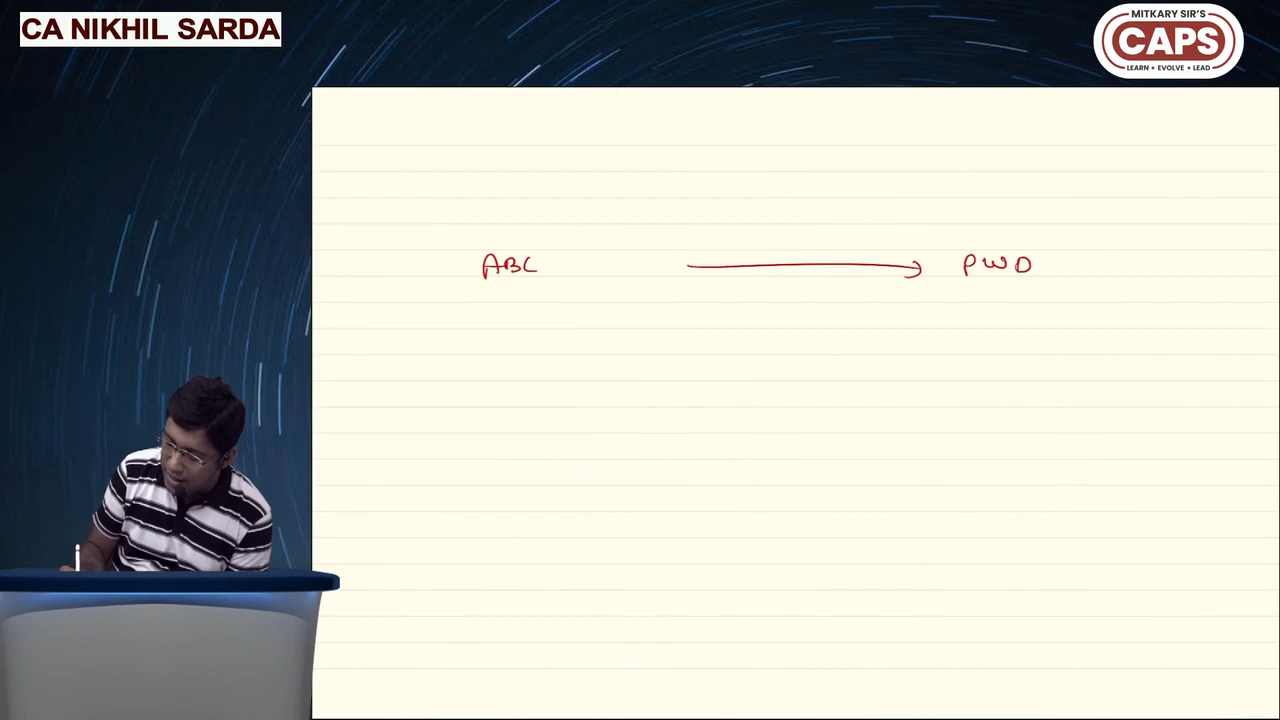 CA NIKHIL SARDA
MITKARY SIR'S
CAPS
LEARN • EVOLVE • LEAD
ABC → PWD